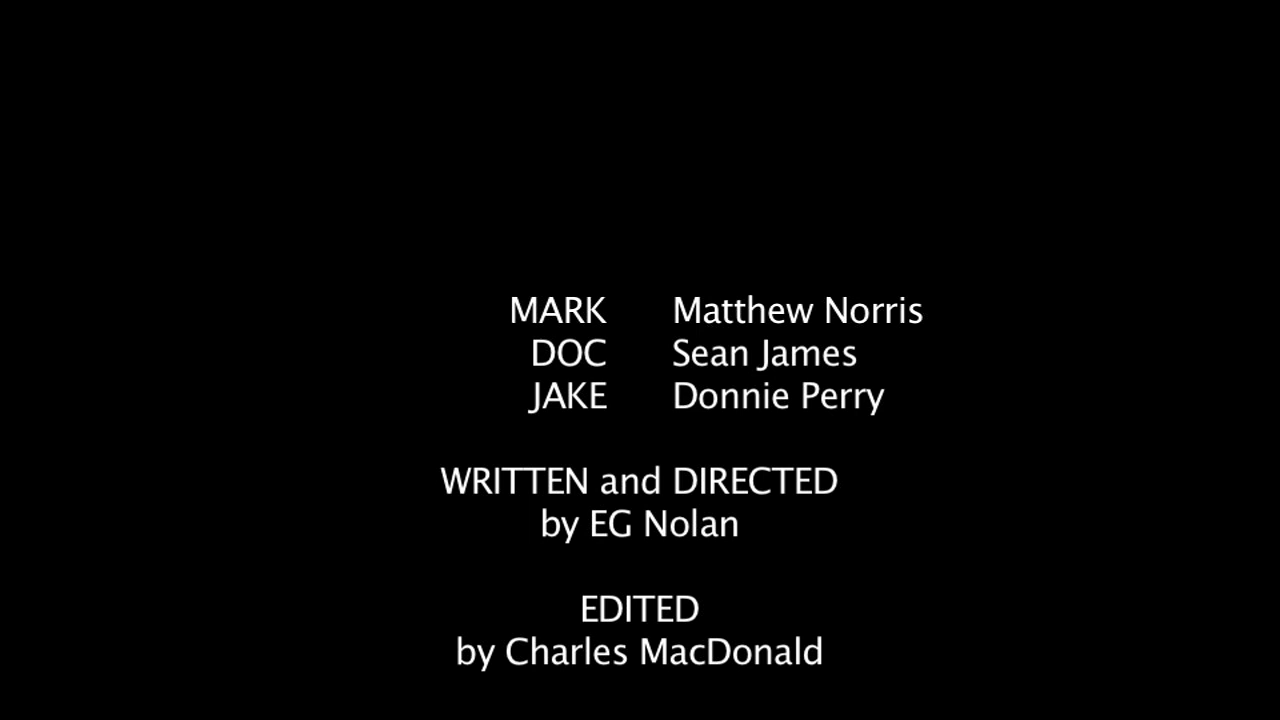 MARK Matthew Norris
DOC Sean James
JAKE Donnie Perry
WRITTEN and DIRECTED
by EG Nolan
EDITED
by Charles MacDonald